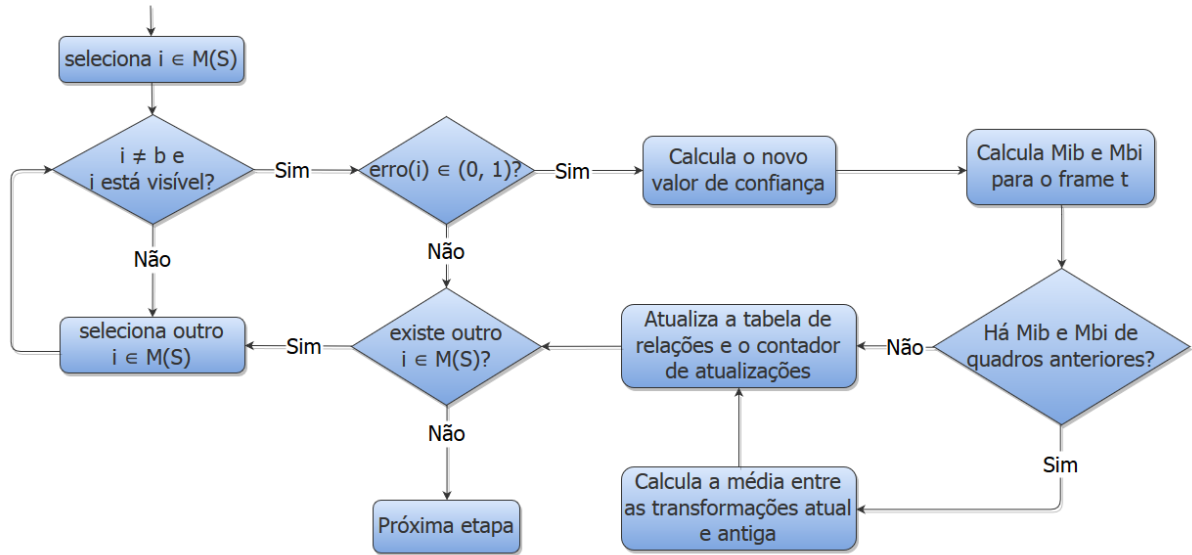 seleciona i ∈ M(S)
i ≠ b e
i está visível?
Sim
erro(i) ∈ (0, 1)?
Sim
Calcula o novo
valor de confiança
Calcula Mib e Mbi
para o frame t
Não
Não
seleciona outro
i ∈ M(S)
Sim
existe outro
i ∈ M(S)?
Atualiza a tabela de
relações e o contador
de atualizações
Não
Há Mib e Mbi de
quadros anteriores?
Não
Sim
Próxima etapa
Calcula a média entre
as transformações atual
e antiga